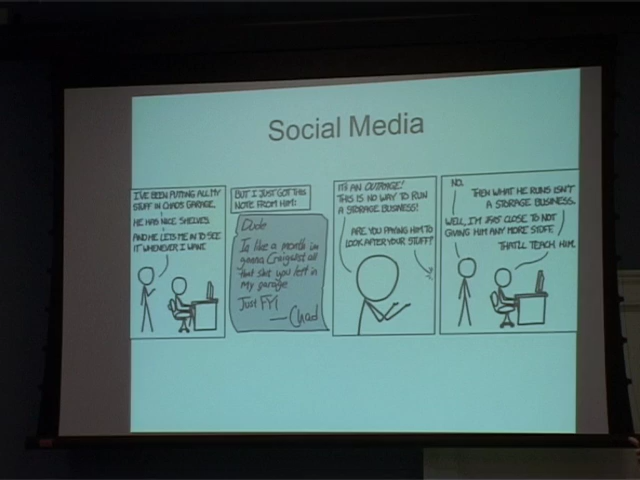 Social Media
I'VE BEEN PUTTING ALL MY
STUFF IN CHAD'S GARAGE.
HE HAS NICE SHELVES
AND HE LETS ME IN TO SEE
IT WHENEVER I WANT
BUT I JUST GOT THIS
NOTE FROM HIM:
Dude
In like a month im
gonna Craigslist all
that shit you left in
my garage
Just FYI
— Chad
IT'S AN OUTRAGE!
THIS IS NO WAY TO RUN
A STORAGE BUSINESS!
ARE YOU PAYING HIM TO
LOOK AFTER YOUR STUFF?
NO.
THEN WHAT HE RUNS ISN'T
A STORAGE BUSINESS.
WELL, I'M THIS CLOSE TO NOT
GIVING HIM ANY MORE STUFF.
THAT'LL TEACH HIM.